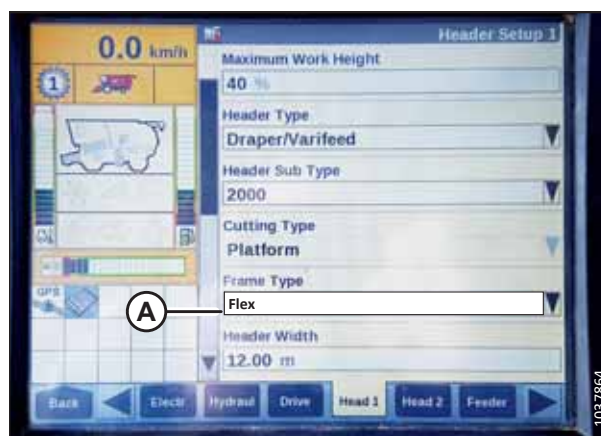 0.0 km/h
Header Setup 1
Maximum Work Height
1
40 %
Header Type
Draper/Varifeed
Header Sub Type
2000
Cutting Type
Platform
Frame Type
GPS
A
Flex
Header Width
12.00 m
Back
Electr
Hydraul
Drive
Head 1
Head 2
Feeder
1037864